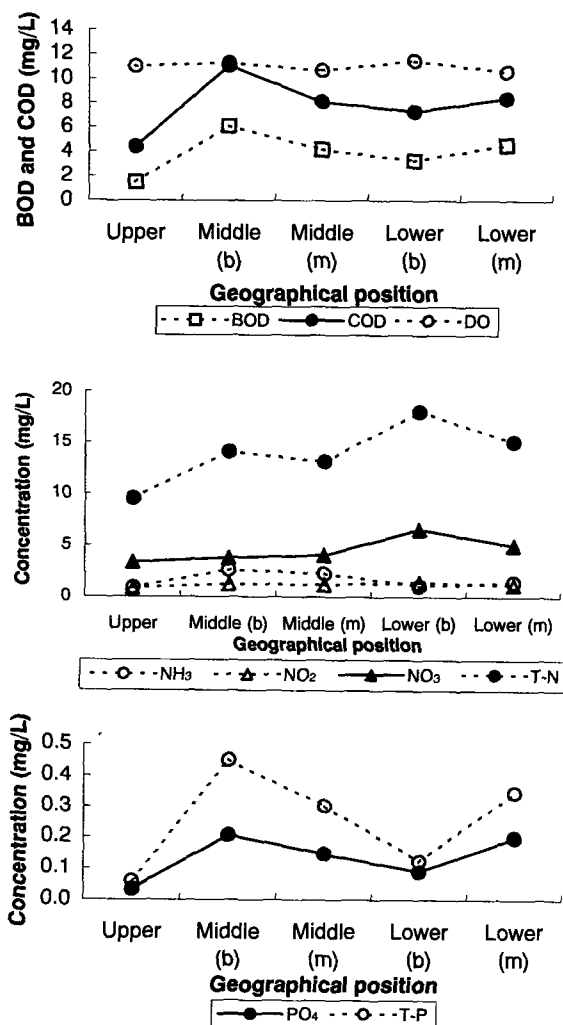 BOD and COD (mg/L)
14
12
10
8
6
4
2
0
Upper
Middle
(b)
Middle
(m)
Lower
(b)
Lower
(m)
Geographical position
BOD COD DO
Concentration (mg/L)
20
15
10
5
0
Upper
Middle (b)
Middle (m)
Lower (b)
Lower (m)
Geographical position
NH₃ NO₂ NO₃ T-N
Concentration (mg/L)
0.5
0.4
0.3
0.2
0.1
0.0
Upper
Middle
(b)
Middle
(m)
Lower
(b)
Lower
(m)
Geographical position
PO₄ T-P